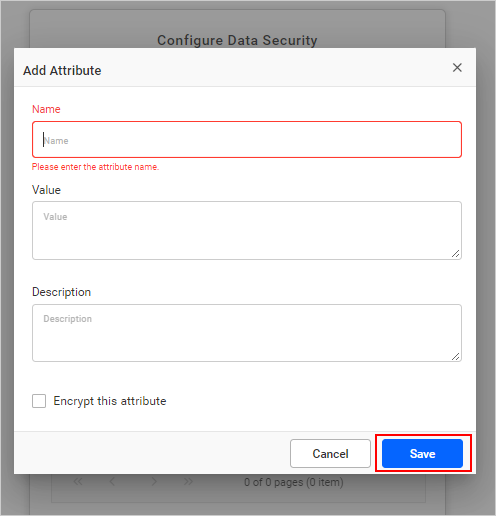 Configure Data Security
Add Attribute
Name
Name
Please enter the attribute name.
Value
Value
Description
Description
Encrypt this attribute
Cancel Save
0 of 0 pages (0 item)